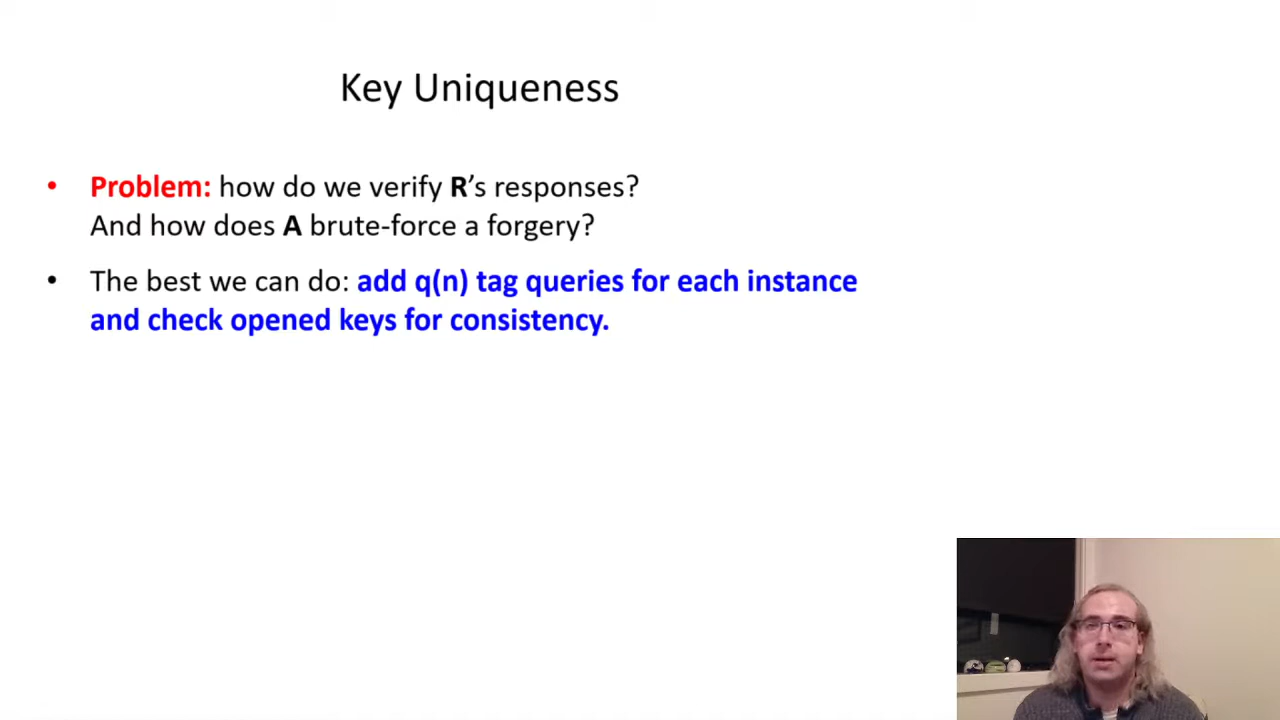 Key Uniqueness
• Problem: how do we verify R’s responses?
And how does A brute-force a forgery?
• The best we can do: add q(n) tag queries for each instance
and check opened keys for consistency.